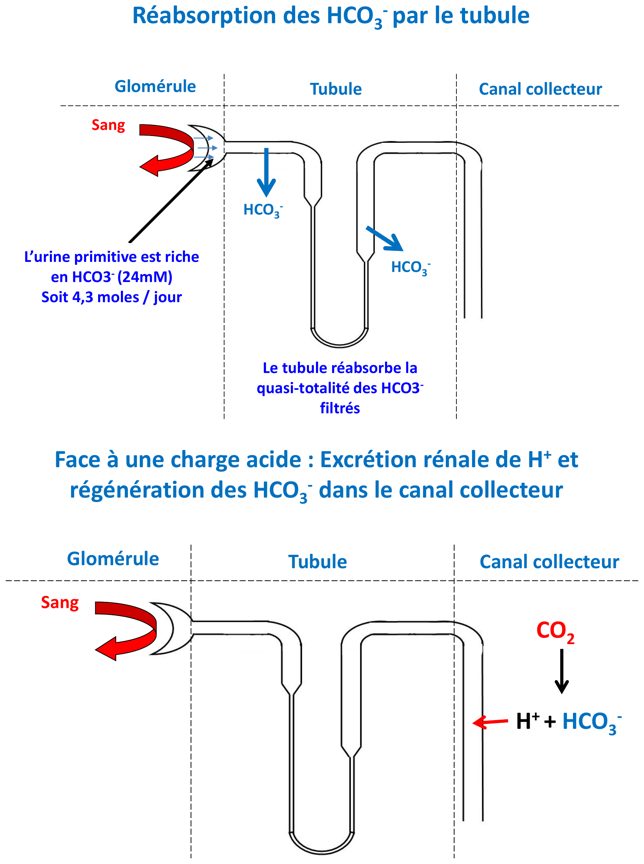 Réabsorption des HCO₃⁻ par le tubule
Glomérule
Tubule
Canal collecteur
Sang
HCO₃⁻
HCO₃⁻
L'urine primitive est riche
en HCO3⁻ (24mM)
Soit 4,3 moles / jour
Le tubule réabsorbe la
quasi-totalité des HCO3⁻
filtrés
Face à une charge acide : Excrétion rénale de H⁺ et
régénération des HCO₃⁻ dans le canal collecteur
Glomérule
Tubule
Canal collecteur
Sang
CO₂
H⁺ + HCO₃⁻